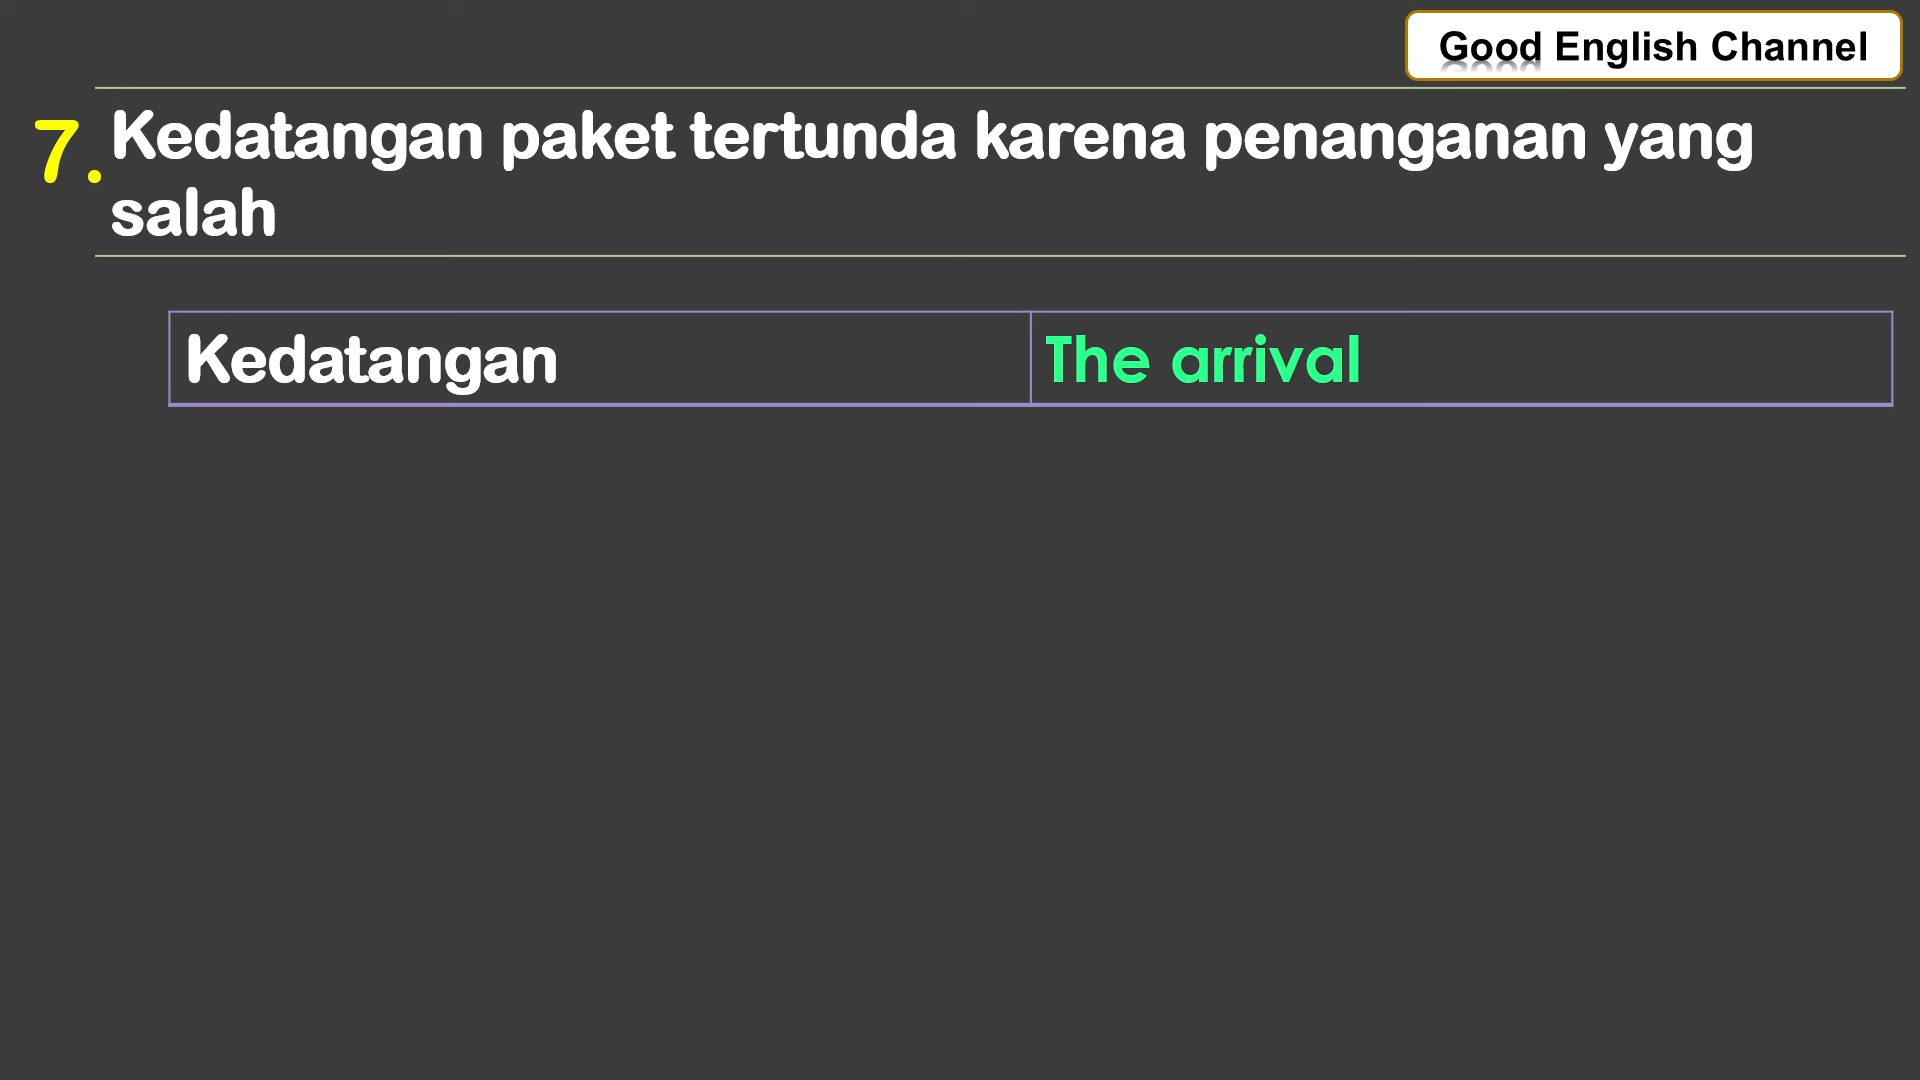 Good English Channel
7. Kedatangan paket tertunda karena penanganan yang
salah
Kedatangan The arrival